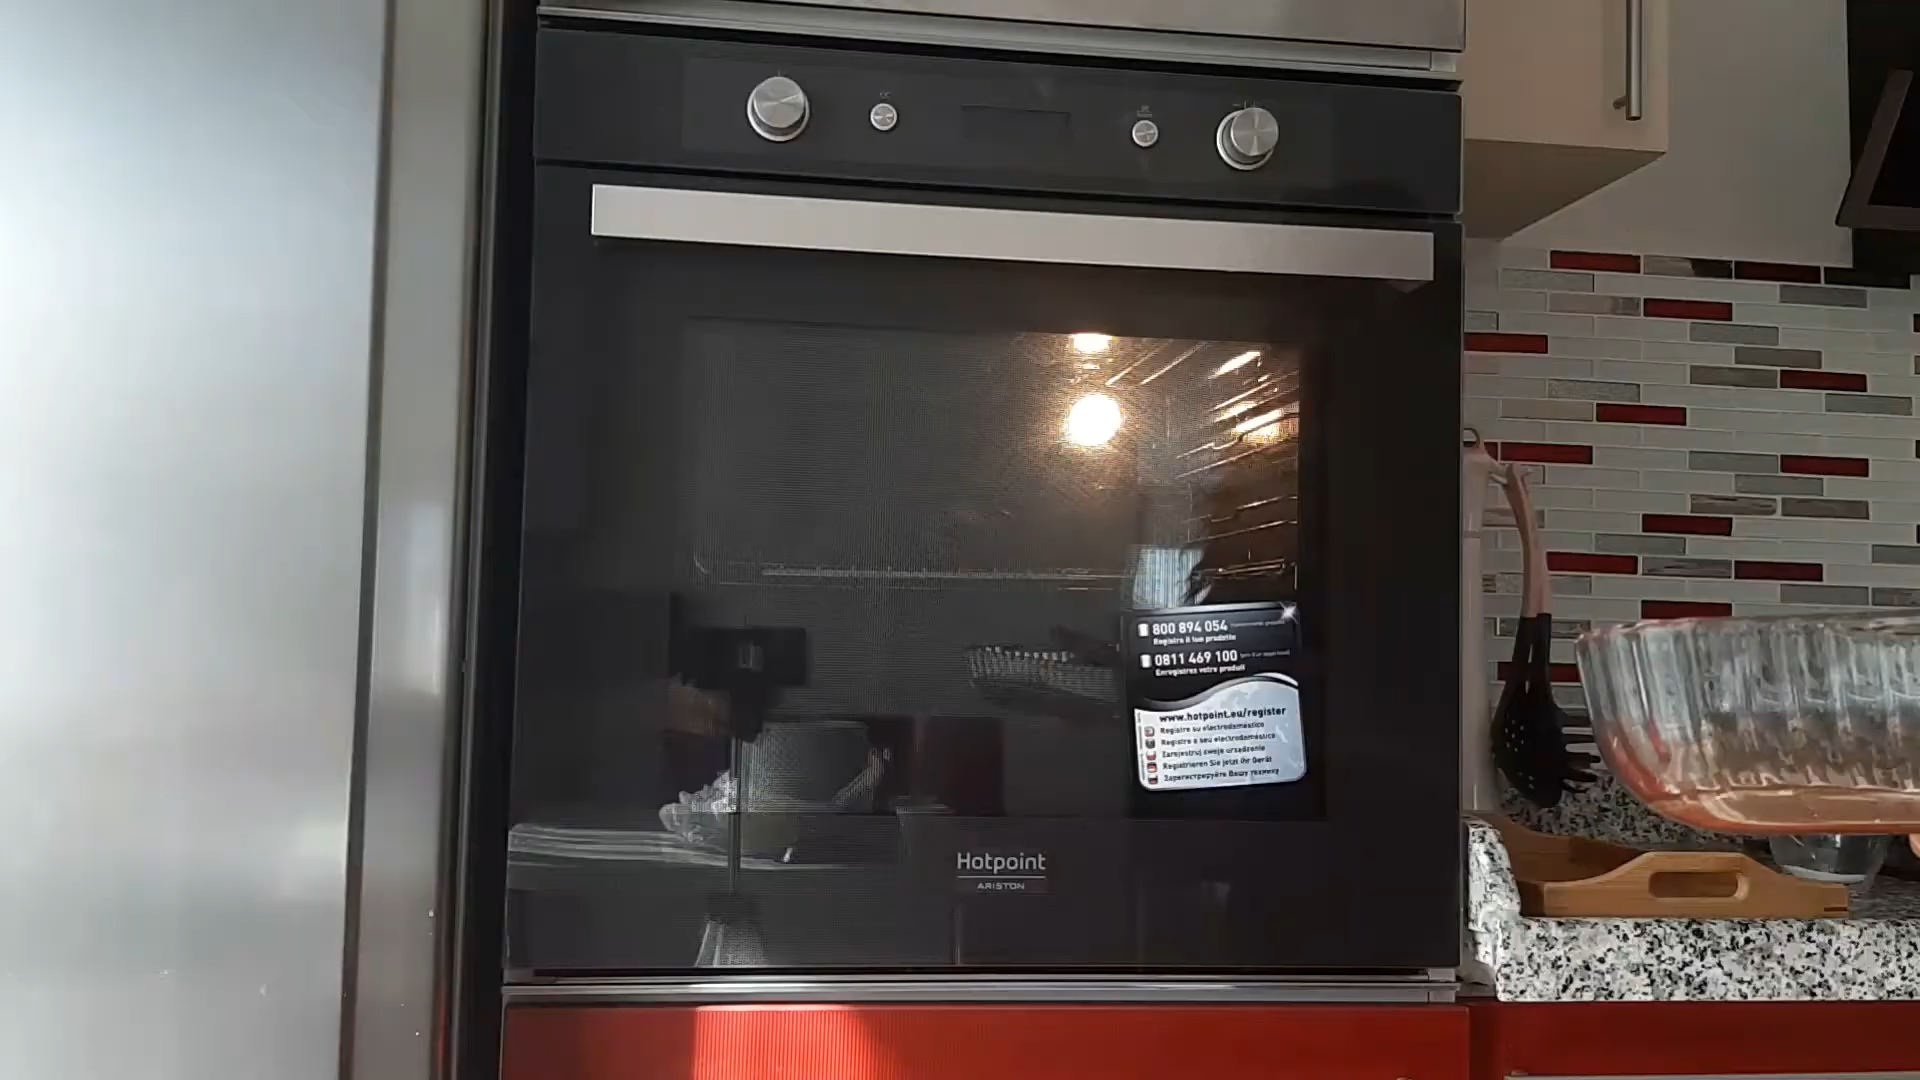 800 894 054
Registra il tuo prodotto
0811 469 100
Enregistrez votre produit
www.hotpoint.eu/register
Registre su electrodoméstico
Registe o seu electrodoméstico
Zarejestruj swoje urządzenie
Registrieren Sie jetzt Ihr Gerät
Зарегистрируйте Вашу технику
Hotpoint
ARISTON